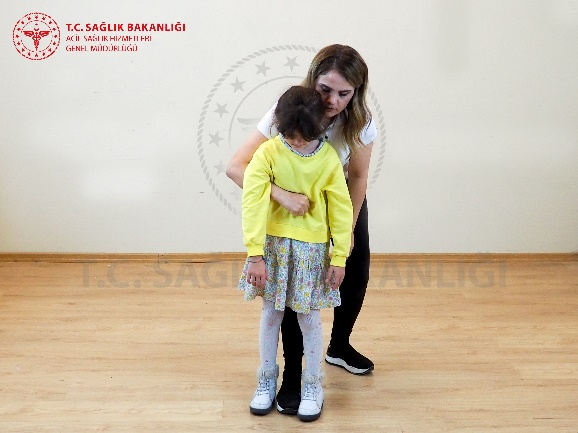 T.C. SAĞLIK BAKANLIĞI
ACİL SAĞLIK HİZMETLERİ
GENEL MÜDÜRLÜĞÜ
T.C. SAĞLIK BAKANLIĞI